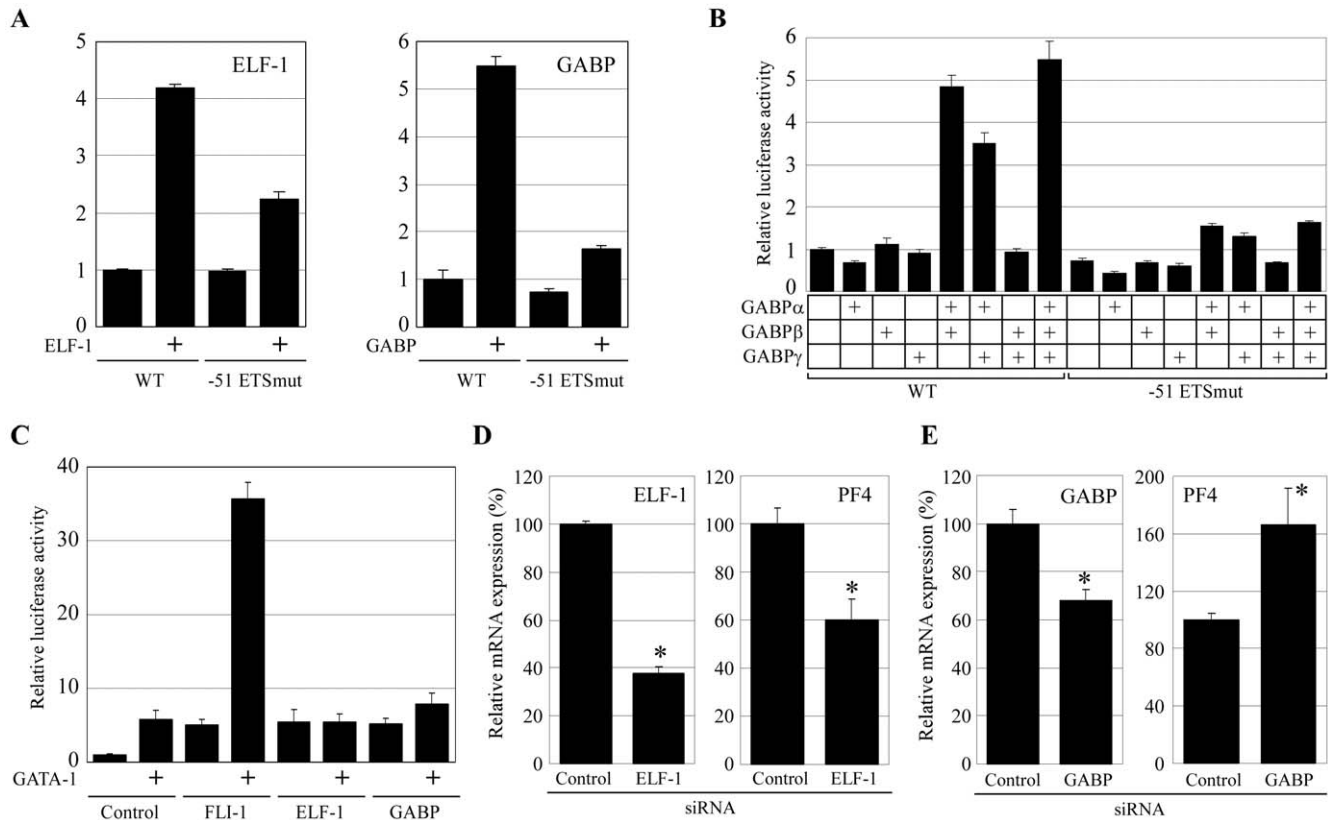 A
ELF-1
5
4
3
2
1
0
ELF-1 + +
WT -51 ETSmut
GABP
6
5
4
3
2
1
0
GABP + +
WT -51 ETSmut
B
Relative luciferase activity
6
5
4
3
2
1
0
GABPα + + + + + + + +
GABPβ + + + + + + + +
GABPγ + + + + + + + +
WT -51 ETSmut
C
Relative luciferase activity
40
30
20
10
0
GATA-1 + + + +
Control FLI-1 ELF-1 GABP
D
Relative mRNA expression (%)
120
100
80
60
40
20
0
ELF-1
*
Control ELF-1
120
100
80
60
40
20
0
PF4
*
Control ELF-1
siRNA
E
Relative mRNA expression (%)
120
100
80
60
40
20
0
GABP
*
Control GABP
200
160
120
80
40
0
PF4
*
Control GABP
siRNA